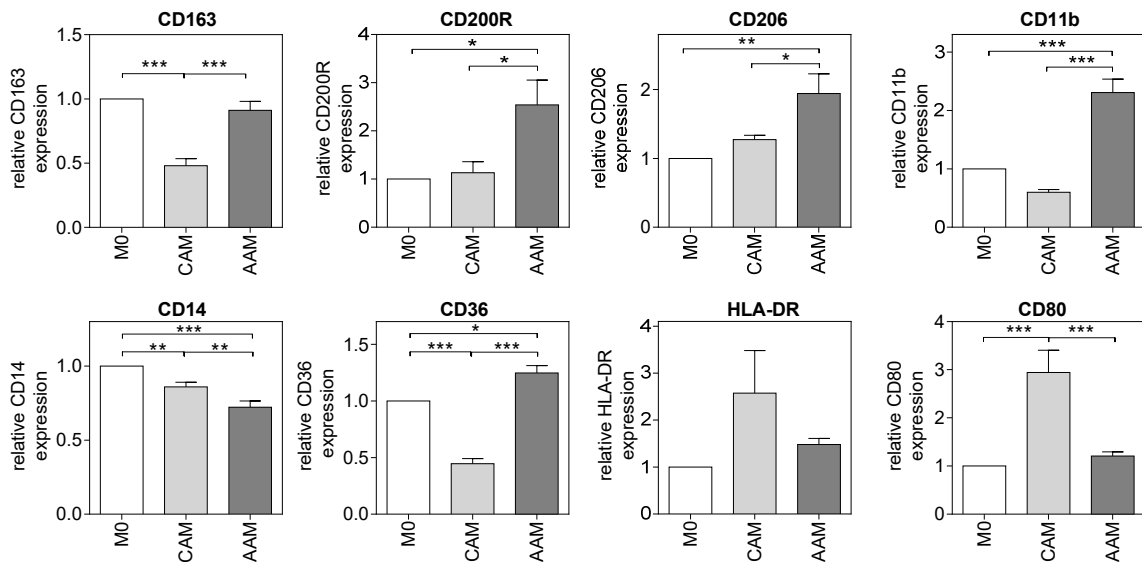 CD163
relative CD163
expression
1.5
1.0
0.5
0.0
*** ***
M0
CAM
AAM
CD200R
relative CD200R
expression
4
3
2
1
0
*
*
M0
CAM
AAM
CD206
relative CD206
expression
2
1
0
**
*
M0
CAM
AAM
CD11b
relative CD11b
expression
3
2
1
0
***
***
M0
CAM
AAM
CD14
relative CD14
expression
1.0
0.5
0.0
***
** **
M0
CAM
AAM
CD36
relative CD36
expression
1.5
1.0
0.5
0.0
*
*** ***
M0
CAM
AAM
HLA-DR
relative HLA-DR
expression
4
3
2
1
0
M0
CAM
AAM
CD80
relative CD80
expression
4
3
2
1
0
*** ***
M0
CAM
AAM